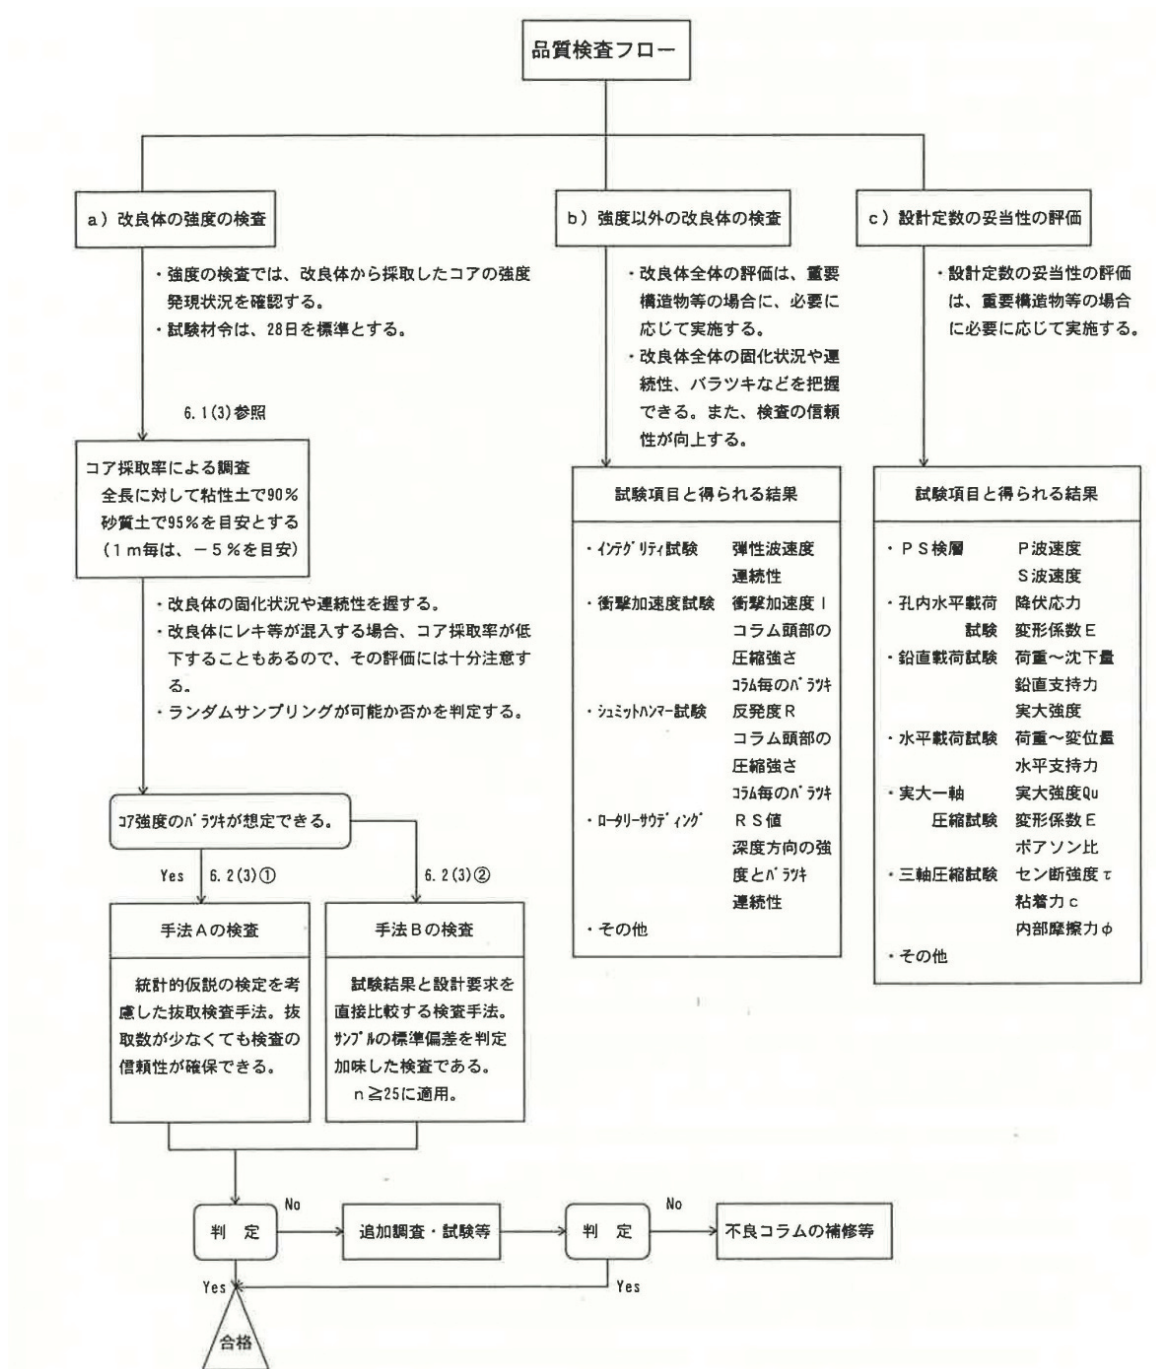 品質検査フロー
a）改良体の強度の検査
・強度の検査では、改良体から採取したコアの強度
発現状況を確認する。
・試験材令は、28日を標準とする。
6.1(3)参照
コア採取率による調査
全長に対して粘性土で90％
砂質土で95％を目安とする
（1ｍ毎は、－5％を目安）
・改良体の固化状況や連続性を握する。
・改良体にレキ等が混入する場合、コア採取率が低
下することもあるので、その評価には十分注意す
る。
・ランダムサンプリングが可能か否かを判定する。
ｺｱ強度のﾊﾞﾗﾂｷが想定できる。
Yes
6.2(3)①
6.2(3)②
手法Ａの検査
統計的仮説の検定を考
慮した抜取検査手法。抜
取数が少なくても検査の
信頼性が確保できる。
手法Ｂの検査
試験結果と設計要求を
直接比較する検査手法。
ｻﾝﾌﾟﾙの標準偏差を判定
加味した検査である。
ｎ≧25に適用。
判　定
No
追加調査・試験等
判　定
No
不良コラムの補修等
Yes
Yes
合格
b）強度以外の改良体の検査
・改良体全体の評価は、重要
構造物等の場合に、必要に
応じて実施する。
・改良体全体の固化状況や連
続性、バラツキなどを把握
できる。また、検査の信頼
性が向上する。
試験項目と得られる結果
・ｲﾝﾃｸﾞﾘﾃｨ試験　弾性波速度
連続性
・衝撃加速度試験　衝撃加速度Ｉ
コラム頭部の
圧縮強さ
ｺﾗﾑ毎のﾊﾞﾗﾂｷ
・ｼｭﾐｯﾄﾊﾝﾏｰ試験　反発度Ｒ
コラム頭部の
圧縮強さ
ｺﾗﾑ毎のﾊﾞﾗﾂｷ
・ﾛｰﾀﾘｰｻｳﾃﾞｨﾝｸﾞ　ＲＳ値
深度方向の強
度とﾊﾞﾗﾂｷ
連続性
・その他
c）設計定数の妥当性の評価
・設計定数の妥当性の評価
は、重要構造物等の場合
に必要に応じて実施する。
試験項目と得られる結果
・ＰＳ検層　Ｐ波速度
Ｓ波速度
・孔内水平載荷　降伏応力
試験　変形係数Ｅ
・鉛直載荷試験　荷重～沈下量
鉛直支持力
実大強度
・水平載荷試験　荷重～変位量
水平支持力
・実大一軸　実大強度Qu
圧縮試験　変形係数Ｅ
ポアソン比
・三軸圧縮試験　セン断強度τ
粘着力ｃ
内部摩擦力φ
・その他